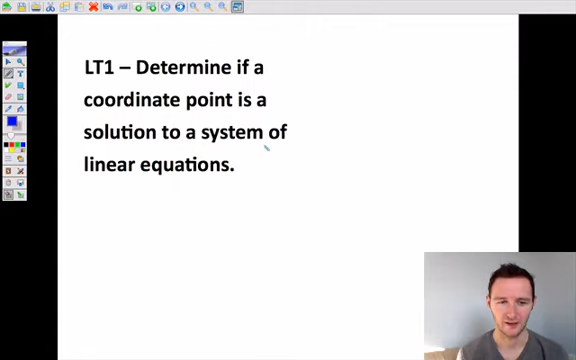 LT1 – Determine if a
coordinate point is a
solution to a system of
linear equations.